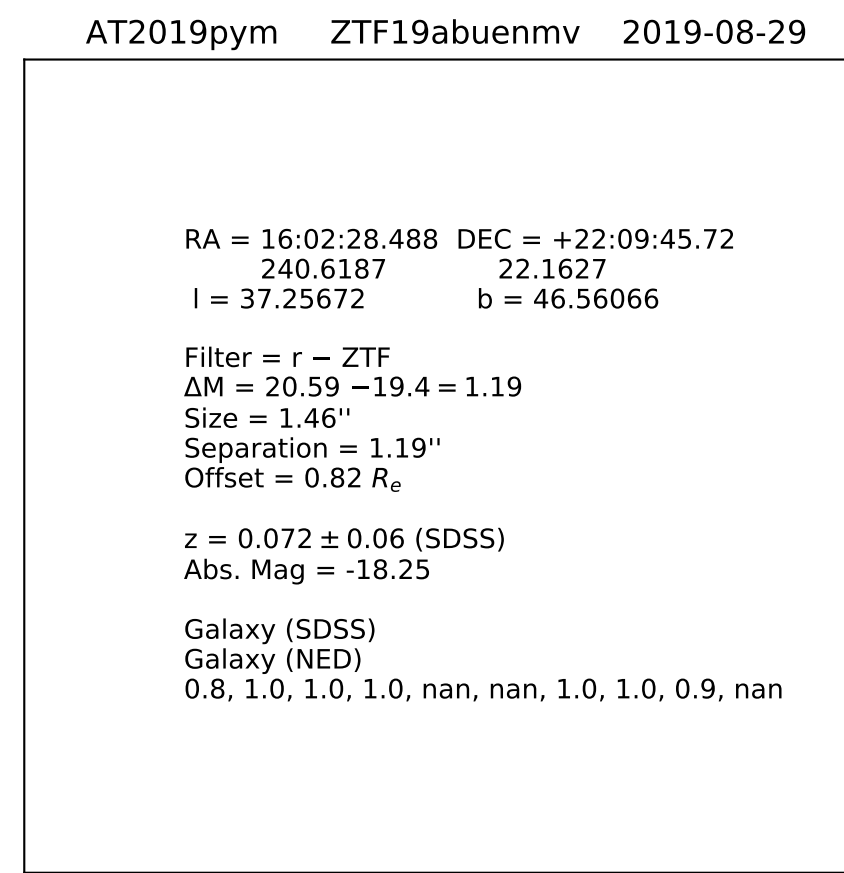 AT2019pym ZTF19abuenmv 2019-08-29
RA = 16:02:28.488 DEC = +22:09:45.72
240.6187 22.1627
l = 37.25672 b = 46.56066
Filter = r − ZTF
ΔM = 20.59 −19.4 = 1.19
Size = 1.46''
Separation = 1.19''
Offset = 0.82 Rₑ
z = 0.072 ± 0.06 (SDSS)
Abs. Mag = -18.25
Galaxy (SDSS)
Galaxy (NED)
0.8, 1.0, 1.0, 1.0, nan, nan, 1.0, 1.0, 0.9, nan